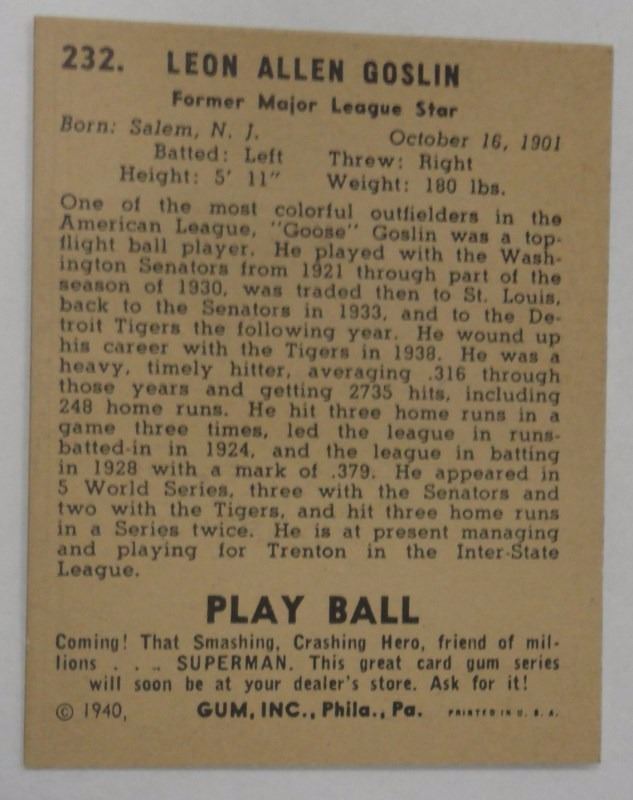 232. LEON ALLEN GOSLIN
Former Major League Star
Born: Salem, N. J. October 16, 1901
Batted: Left Threw: Right
Height: 5' 11" Weight: 180 lbs.
One of the most colorful outfielders in the
American League, "Goose" Goslin was a top-
flight ball player. He played with the Wash-
ington Senators from 1921 through part of the
season of 1930, was traded then to St. Louis,
back to the Senators in 1933, and to the De-
troit Tigers the following year. He wound up
his career with the Tigers in 1938. He was a
heavy, timely hitter, averaging .316 through
those years and getting 2735 hits, including
248 home runs. He hit three home runs in a
game three times, led the league in runs-
batted-in in 1924, and the league in batting
in 1928 with a mark of .379. He appeared in
5 World Series, three with the Senators and
two with the Tigers, and hit three home runs
in a Series twice. He is at present managing
and playing for Trenton in the Inter-State
League.
PLAY BALL
Coming! That Smashing, Crashing Hero, friend of mil-
lions . . .. SUPERMAN. This great card gum series
will soon be at your dealer's store. Ask for it!
© 1940, GUM, INC., Phila., Pa. PRINTED IN U. S. A.